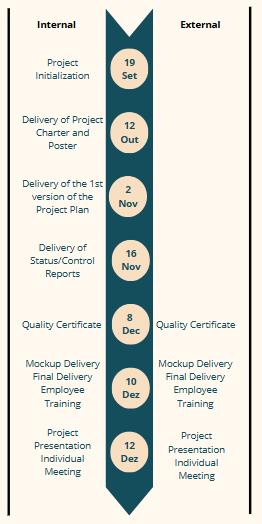 Internal
External
Project
Initialization
19
Set
Delivery of Project
Charter and
Poster
12
Out
Delivery of the 1st
version of the
Project Plan
2
Nov
Delivery of
Status/Control
Reports
16
Nov
Quality Certificate
8
Dec
Quality Certificate
Mockup Delivery
Final Delivery
Employee
Training
10
Dez
Mockup Delivery
Final Delivery
Employee
Training
Project
Presentation
Individual
Meeting
12
Dez
Project
Presentation
Individual
Meeting